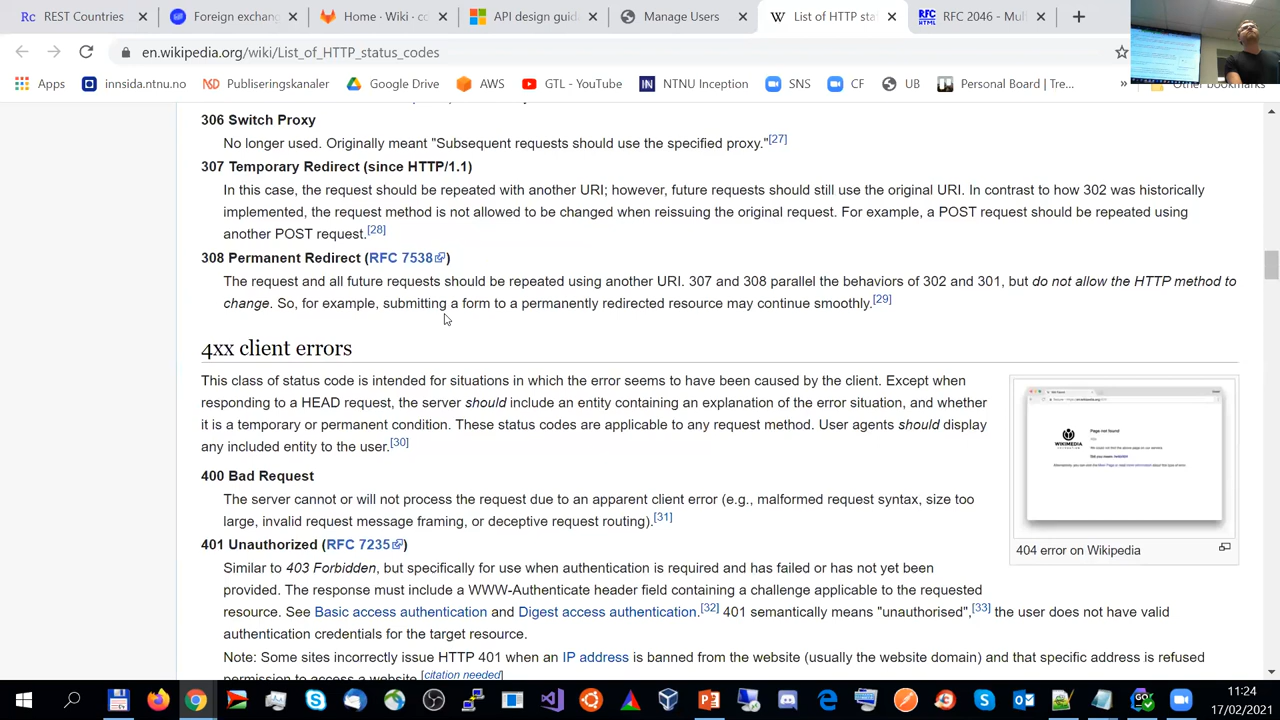 REST Countries
Foreign exchan
Home - Wiki · co
API design guid
Manage Users
List of HTTP sta
RFC 2046 - Mul
en.wikipedia.org/wiki/List_of_HTTP_status_codes
Apps
innsida.ntnu.no
Publiseringskanaler
Google Drive
News
NTNU - YouTube
NTNU Inspera
SNS
CF
UB
Personal Board | Tre...
Other bookmarks
306 Switch Proxy
No longer used. Originally meant "Subsequent requests should use the specified proxy."[27]
307 Temporary Redirect (since HTTP/1.1)
In this case, the request should be repeated with another URI; however, future requests should still use the original URI. In contrast to how 302 was historically
implemented, the request method is not allowed to be changed when reissuing the original request. For example, a POST request should be repeated using
another POST request.[28]
308 Permanent Redirect (RFC 7538)
The request and all future requests should be repeated using another URI. 307 and 308 parallel the behaviors of 302 and 301, but do not allow the HTTP method to
change. So, for example, submitting a form to a permanently redirected resource may continue smoothly.[29]
4xx client errors
This class of status code is intended for situations in which the error seems to have been caused by the client. Except when
responding to a HEAD request, the server should include an entity containing an explanation of the error situation, and whether
it is a temporary or permanent condition. These status codes are applicable to any request method. User agents should display
any included entity to the user.[30]
400 Bad Request
The server cannot or will not process the request due to an apparent client error (e.g., malformed request syntax, size too
large, invalid request message framing, or deceptive request routing).[31]
401 Unauthorized (RFC 7235)
Similar to 403 Forbidden, but specifically for use when authentication is required and has failed or has not yet been
provided. The response must include a WWW-Authenticate header field containing a challenge applicable to the requested
resource. See Basic access authentication and Digest access authentication.[32] 401 semantically means "unauthorised",[33] the user does not have valid
authentication credentials for the target resource.
Note: Some sites incorrectly issue HTTP 401 when an IP address is banned from the website (usually the website domain) and that specific address is refused
permission to access a website.[citation needed]
Page not found
WIKIMEDIA
404 error on Wikipedia
11:24
17/02/2021